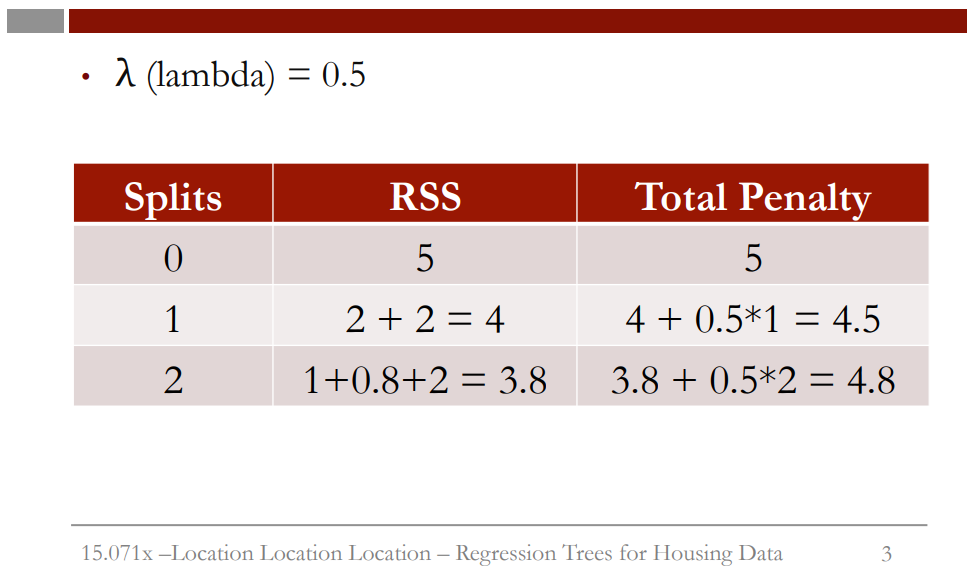 • λ (lambda) = 0.5
Splits RSS Total Penalty
0 5 5
1 2 + 2 = 4 4 + 0.5*1 = 4.5
2 1+0.8+2 = 3.8 3.8 + 0.5*2 = 4.8
15.071x –Location Location Location – Regression Trees for Housing Data 3